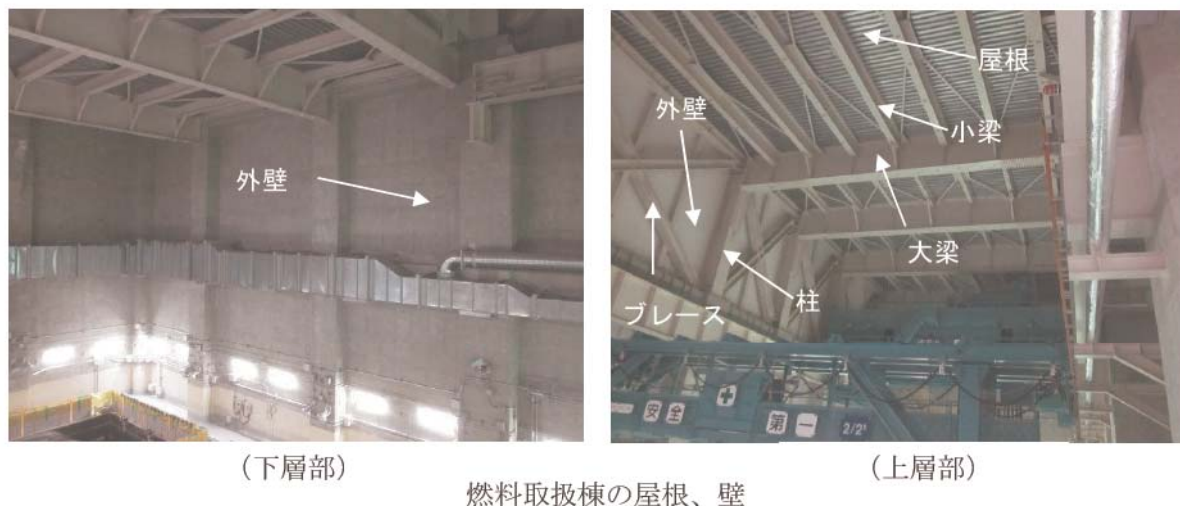 外壁
屋根
外壁
小梁
大梁
柱
ブレース
安全
✚
第一
(下層部)
(上層部)
燃料取扱棟の屋根、壁